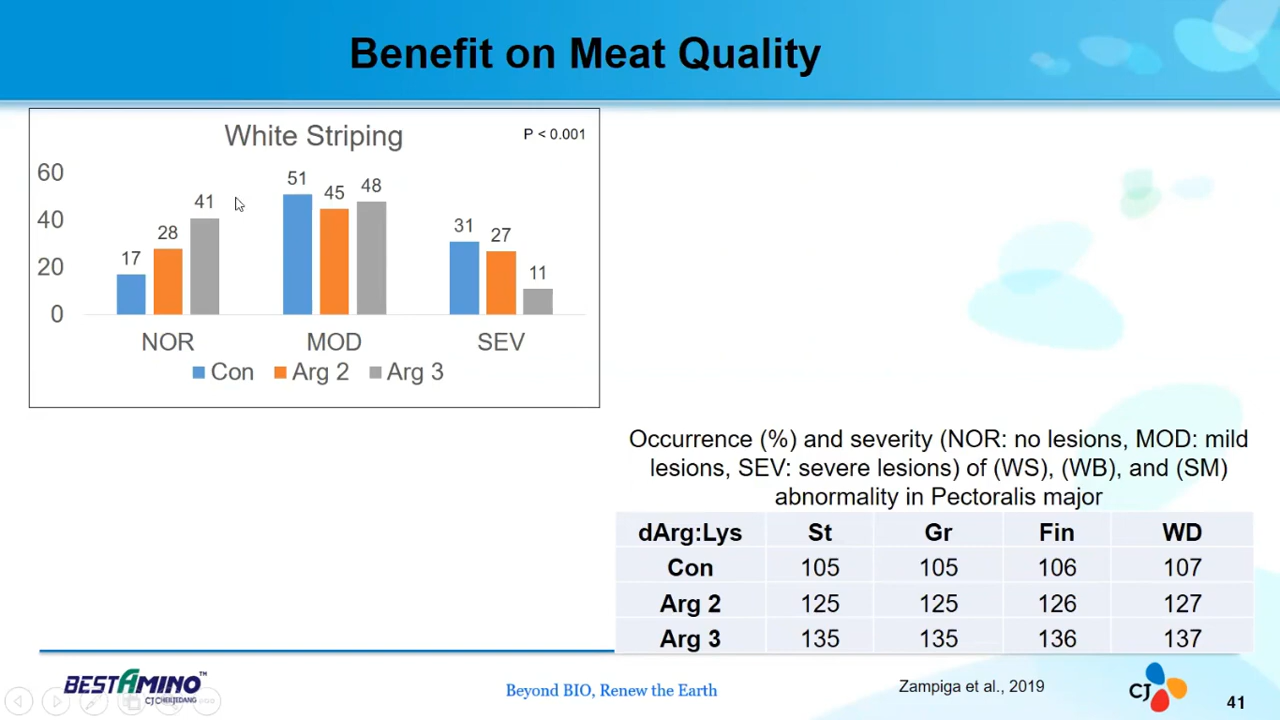 Benefit on Meat Quality
White Striping
P < 0.001
60
40
20
0
17 28 41
51 45 48
31 27 11
NOR MOD SEV
Con Arg 2 Arg 3
Occurrence (%) and severity (NOR: no lesions, MOD: mild
lesions, SEV: severe lesions) of (WS), (WB), and (SM)
abnormality in Pectoralis major
dArg:Lys St Gr Fin WD
Con 105 105 106 107
Arg 2 125 125 126 127
Arg 3 135 135 136 137
BESTAMINO™
CJ CHEILJEDANG
Beyond BIO, Renew the Earth
Zampiga et al., 2019
CJ
41